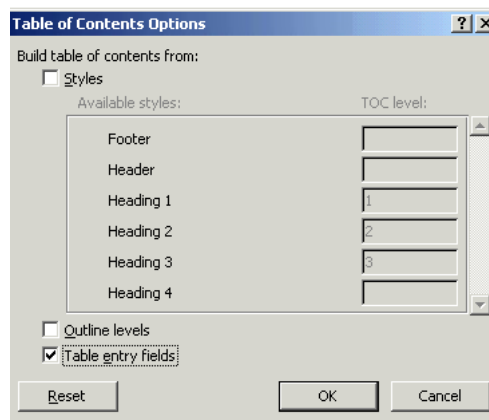 Table of Contents Options
Build table of contents from:
Styles
Available styles: TOC level:
Footer
Header
Heading 1 1
Heading 2 2
Heading 3 3
Heading 4
Outline levels
Table entry fields
Reset OK Cancel